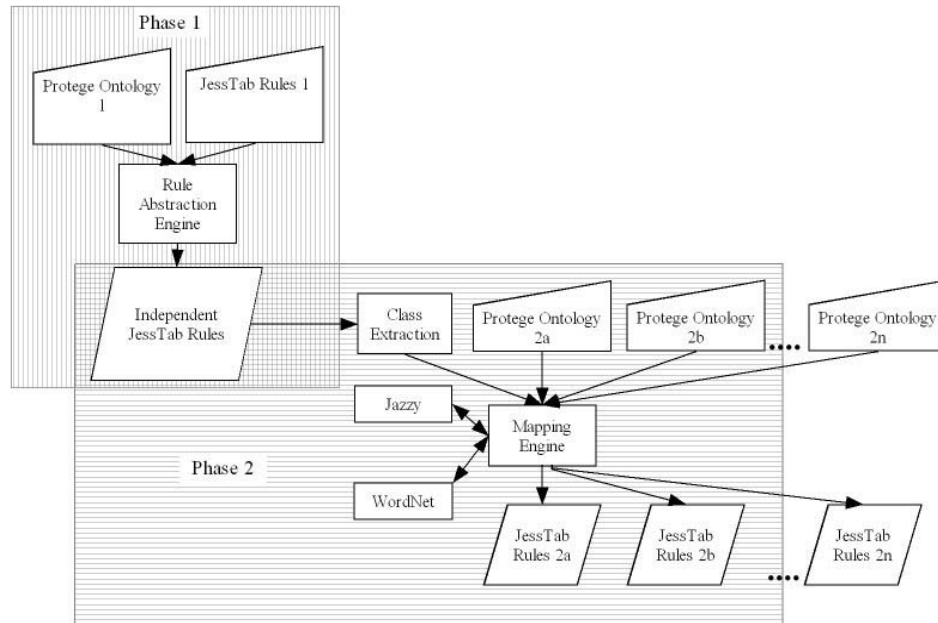 Phase 1
Protege Ontology
1
JessTab Rules 1
Rule
Abstraction
Engine
Independent
JessTab Rules
Class
Extraction
Protege Ontology
2a
Protege Ontology
2b
....
Protege Ontology
2n
Jazzy
Mapping
Engine
Phase 2
WordNet
JessTab
Rules 2a
JessTab
Rules 2b
....
JessTab
Rules 2n